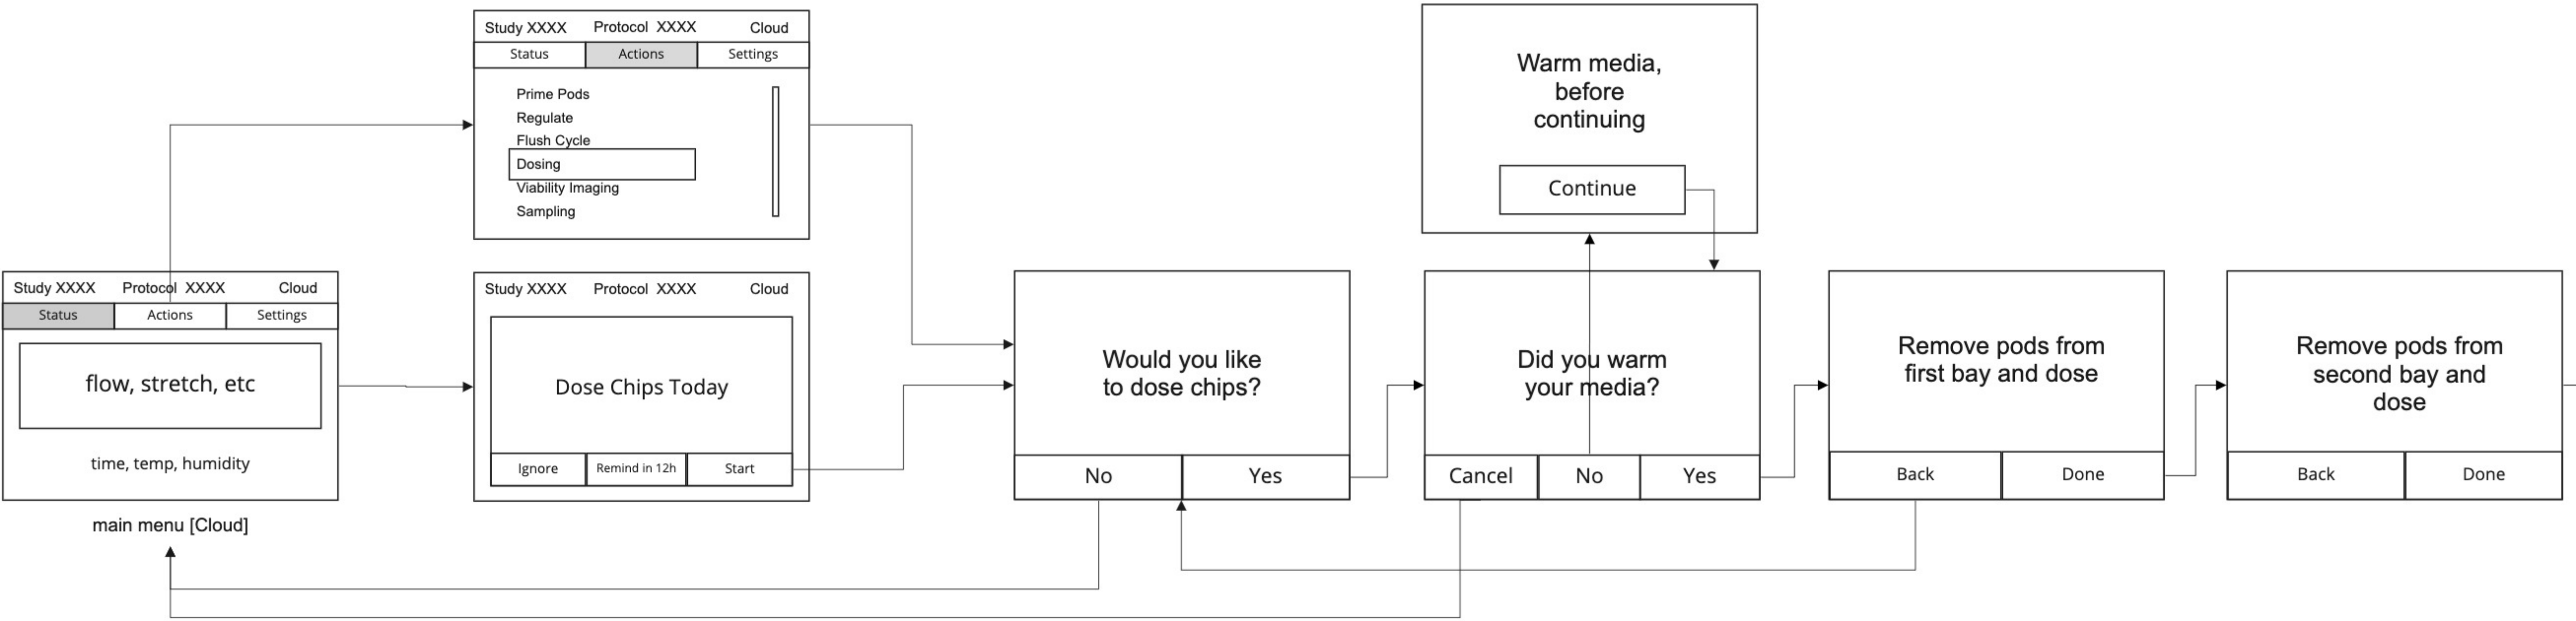 Study XXXX Protocol XXXX Cloud
Status Actions Settings
Prime Pods
Regulate
Flush Cycle
Dosing
Viability Imaging
Sampling
Study XXXX Protocol XXXX Cloud
Status Actions Settings
flow, stretch, etc
time, temp, humidity
main menu [Cloud]
Study XXXX Protocol XXXX Cloud
Dose Chips Today
Ignore Remind in 12h Start
Would you like
to dose chips?
No Yes
Warm media,
before
continuing
Continue
Did you warm
your media?
Cancel No Yes
Remove pods from
first bay and dose
Back Done
Remove pods from
second bay and
dose
Back Done